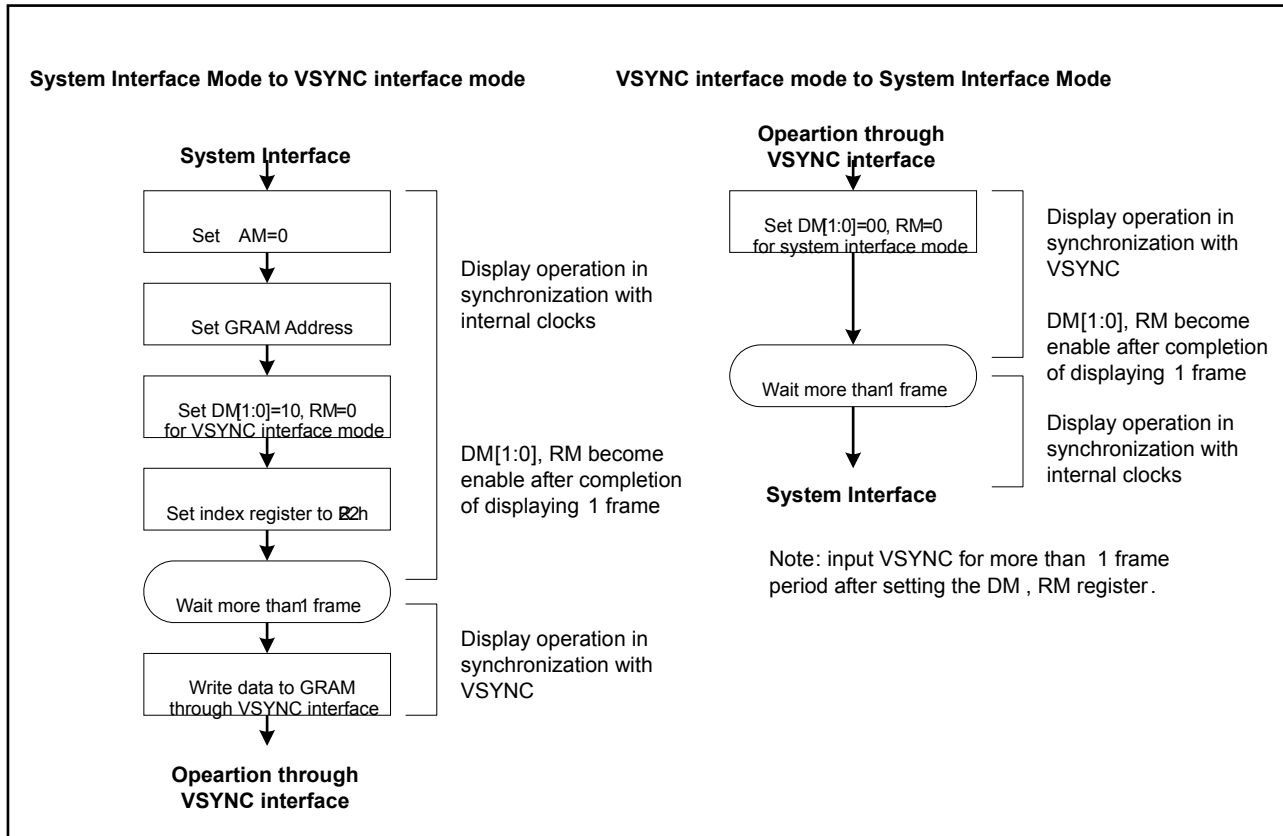 System Interface Mode to VSYNC interface mode
System Interface
Set AM=0
Set GRAM Address
Set DM[1:0]=10, RM=0
for VSYNC interface mode
Set index register to
Wait more than1 frame
Write data to GRAM
through VSYNC interface
Opeartion through
VSYNC interface
Display operation in
synchronization with
internal clocks
DM[1:0], RM become
enable after completion
of displaying 1 frame
Display operation in
synchronization with
VSYNC
VSYNC interface mode to System Interface Mode
Opeartion through
VSYNC interface
Set DM[1:0]=00, RM=0
for system interface mode
Wait more than1 frame
System Interface
Display operation in
synchronization with
VSYNC
DM[1:0], RM become
enable after completion
of displaying 1 frame
Display operation in
synchronization with
internal clocks
Note: input VSYNC for more than 1 frame
period after setting the DM , RM register.